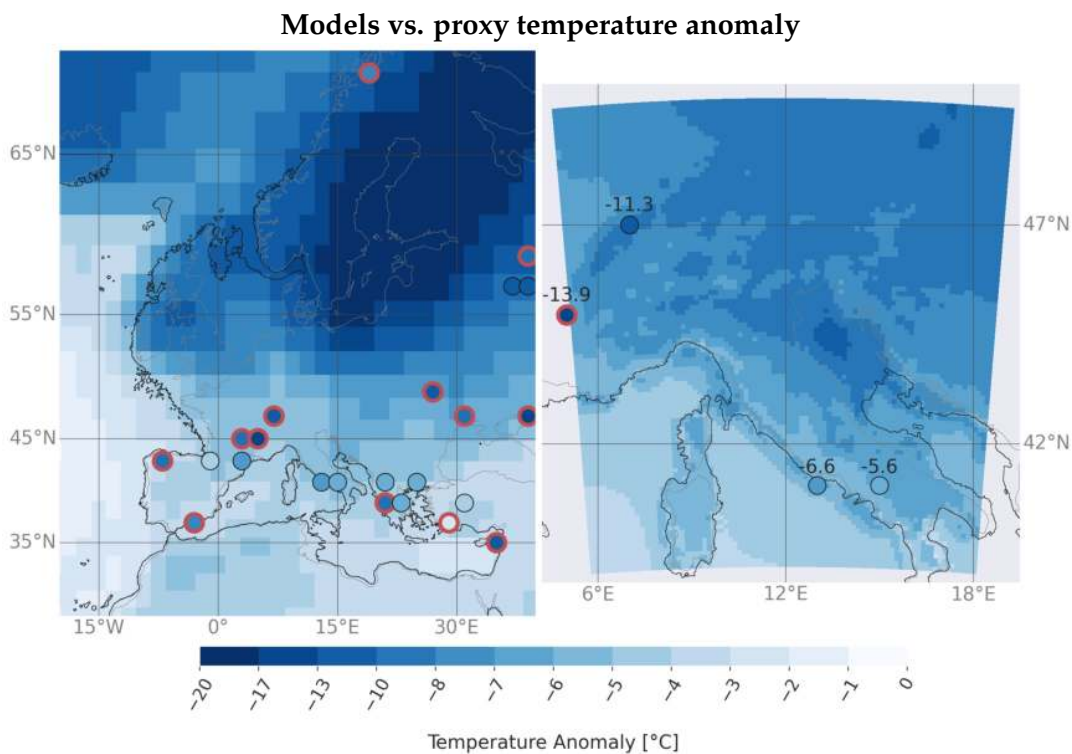 Models vs. proxy temperature anomaly
65°N
55°N
45°N
35°N
15°W 0° 15°E 30°E
-11.3
-13.9
-6.6 -5.6
47°N
42°N
6°E 12°E 18°E
−20 −17 −13 −10 −8 −7 −6 −5 −4 −3 −2 −1 0
Temperature Anomaly [°C]